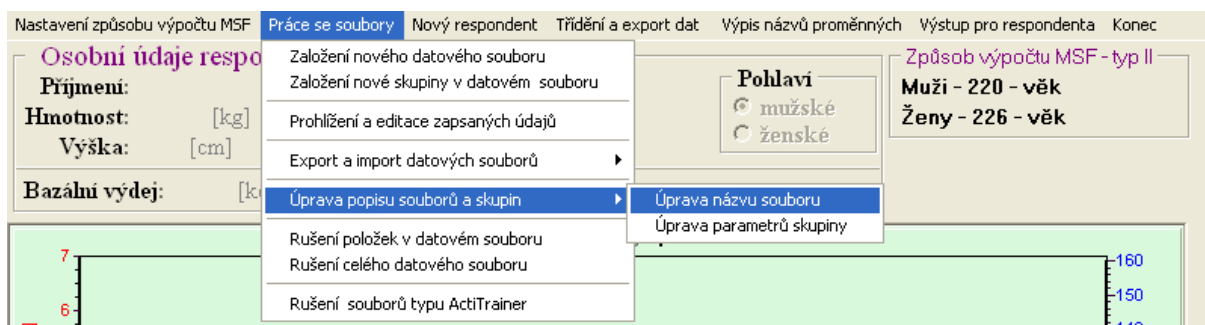 Nastavení způsobu výpočtu MSF Práce se soubory Nový respondent Třídění a export dat Výpis názvů proměnných Výstup pro respondenta Konec
Osobní údaje respo
Příjmení:
Hmotnost: [kg]
Výška: [cm]
Bazální výdej:
Založení nového datového souboru
Založení nové skupiny v datovém souboru
Prohlížení a editace zapsaných údajů
Export a import datových souborů
Úprava popisu souborů a skupin
Rušení položek v datovém souboru
Rušení celého datového souboru
Rušení souborů typu ActiTrainer
Úprava názvu souboru
Úprava parametrů skupiny
Pohlaví
mužské
ženské
Způsob výpočtu MSF - typ II
Muži - 220 - věk
Ženy - 226 - věk
7
6
160
150